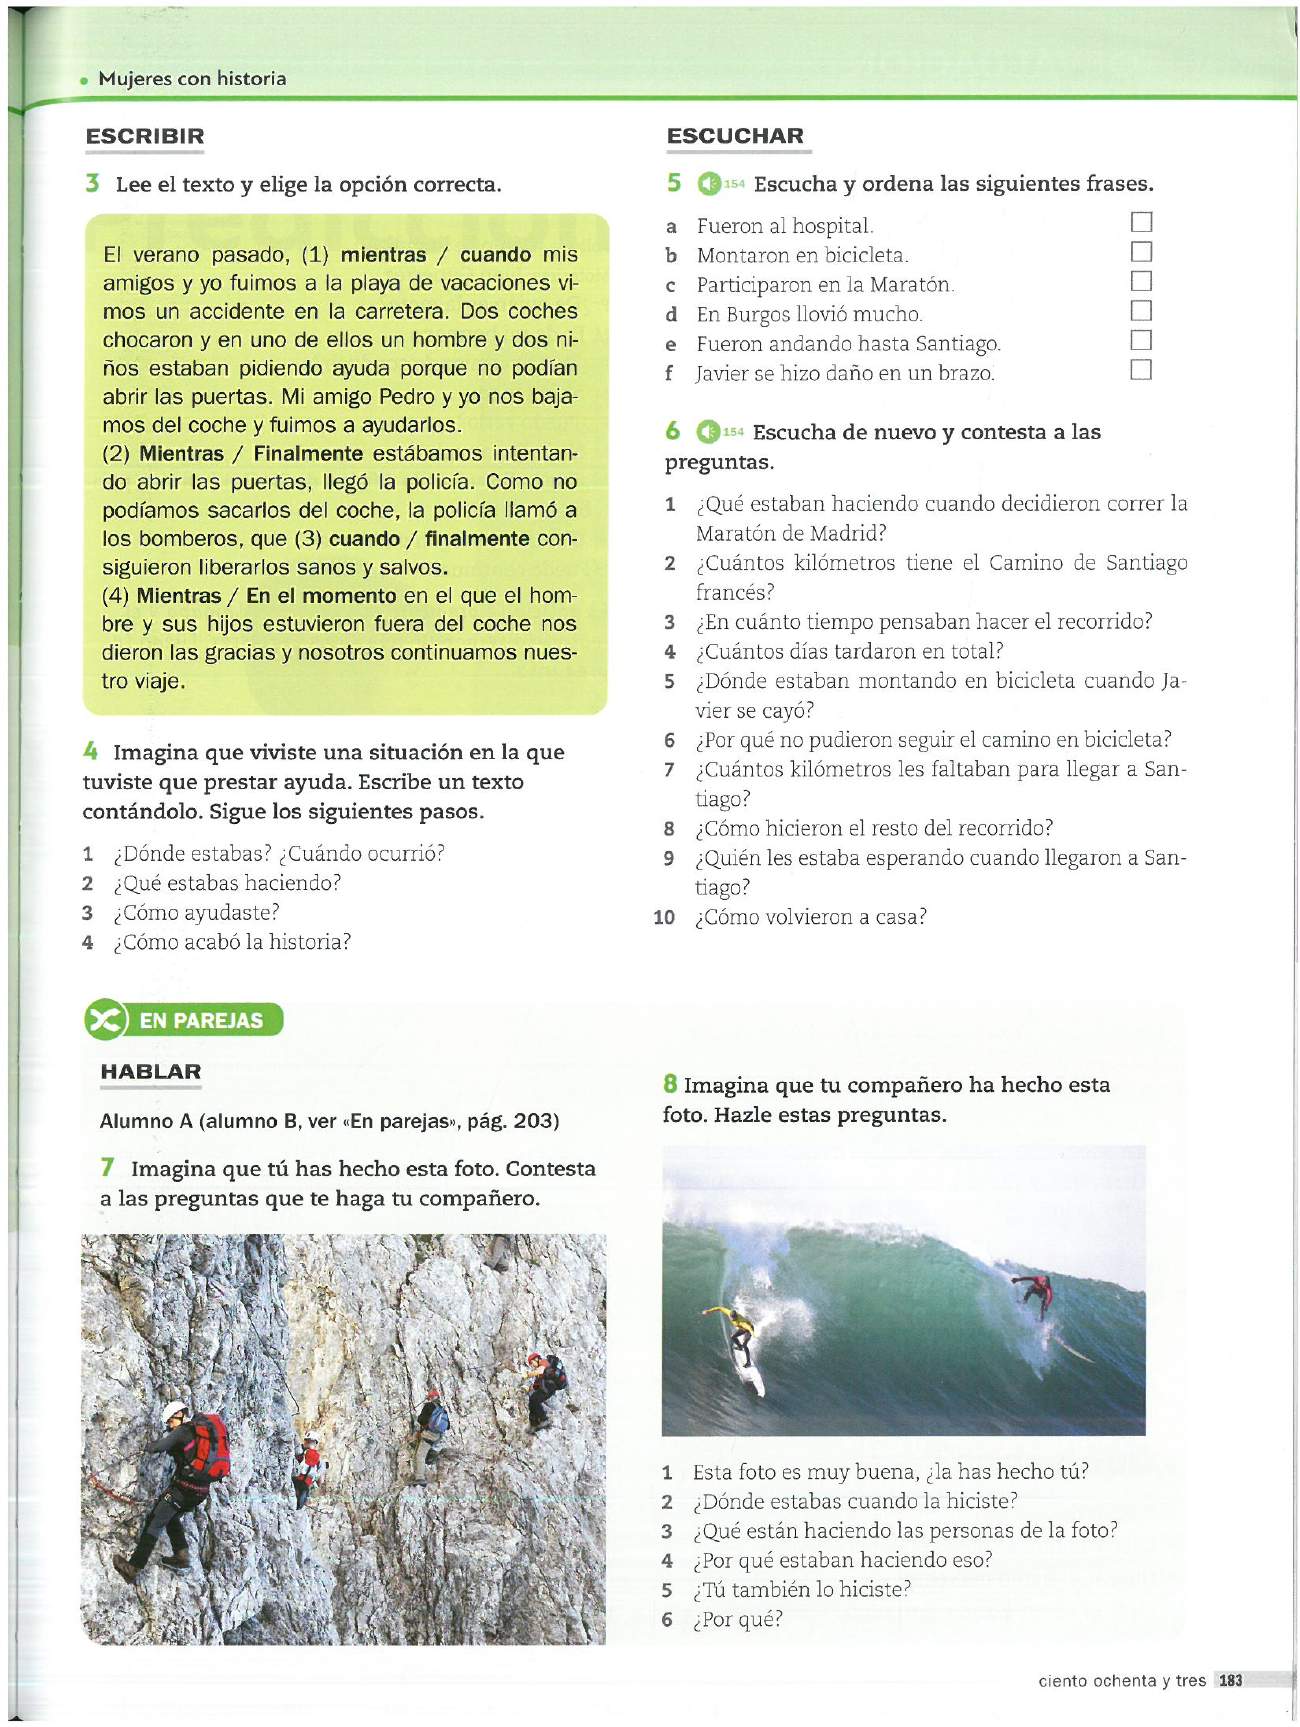 Mujeres con historia
ESCRIBIR
3 Lee el texto y elige la opción correcta.
El verano pasado, (1) mientras / cuando mis
amigos y yo fuimos a la playa de vacaciones vi-
mos un accidente en la carretera. Dos coches
chocaron y en uno de ellos un hombre y dos ni-
ños estaban pidiendo ayuda porque no podían
abrir las puertas. Mi amigo Pedro y yo nos baja-
mos del coche y fuimos a ayudarlos.
(2) Mientras / Finalmente estábamos intentan-
do abrir las puertas, llegó la policía. Como no
podíamos sacarlos del coche, la policía llamó a
los bomberos, que (3) cuando / finalmente con-
siguieron liberarlos sanos y salvos.
(4) Mientras / En el momento en el que el hom-
bre y sus hijos estuvieron fuera del coche nos
dieron las gracias y nosotros continuamos nues-
tro viaje.
4 Imagina que viviste una situación en la que
tuviste que prestar ayuda. Escribe un texto
contándolo. Sigue los siguientes pasos.
1 ¿Dónde estabas? ¿Cuándo ocurrió?
2 ¿Qué estabas haciendo?
3 ¿Cómo ayudaste?
4 ¿Cómo acabó la historia?
ESCUCHAR
5 154 Escucha y ordena las siguientes frases.
a Fueron al hospital.
b Montaron en bicicleta.
c Participaron en la Maratón.
d En Burgos llovió mucho.
e Fueron andando hasta Santiago.
f Javier se hizo daño en un brazo.
6 154 Escucha de nuevo y contesta a las
preguntas.
1 ¿Qué estaban haciendo cuando decidieron correr la
Maratón de Madrid?
2 ¿Cuántos kilómetros tiene el Camino de Santiago
francés?
3 ¿En cuánto tiempo pensaban hacer el recorrido?
4 ¿Cuántos días tardaron en total?
5 ¿Dónde estaban montando en bicicleta cuando Ja-
vier se cayó?
6 ¿Por qué no pudieron seguir el camino en bicicleta?
7 ¿Cuántos kilómetros les faltaban para llegar a San-
tiago?
8 ¿Cómo hicieron el resto del recorrido?
9 ¿Quién les estaba esperando cuando llegaron a San-
tiago?
10 ¿Cómo volvieron a casa?
EN PAREJAS
HABLAR
Alumno A (alumno B, ver «En parejas», pág. 203)
7 Imagina que tú has hecho esta foto. Contesta
a las preguntas que te haga tu compañero.
8 Imagina que tu compañero ha hecho esta
foto. Hazle estas preguntas.
1 Esta foto es muy buena, ¿la has hecho tú?
2 ¿Dónde estabas cuando la hiciste?
3 ¿Qué están haciendo las personas de la foto?
4 ¿Por qué estaban haciendo eso?
5 ¿Tú también lo hiciste?
6 ¿Por qué?
ciento ochenta y tres 183